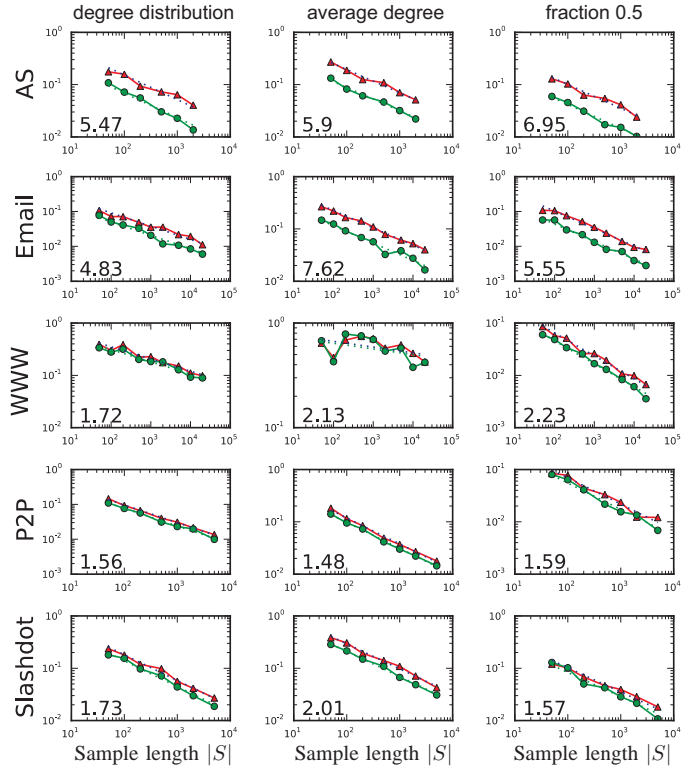 degree distribution average degree fraction 0.5
AS
10^0 10^-1 10^-2 5.47 10^1 10^2 10^3 10^4
10^0 10^-1 10^-2 5.9 10^1 10^2 10^3 10^4
10^0 10^-1 10^-2 6.95 10^1 10^2 10^3 10^4
Email
10^0 10^-1 10^-2 10^-3 4.83 10^1 10^2 10^3 10^4 10^5
10^0 10^-1 10^-2 7.62 10^1 10^2 10^3 10^4 10^5
10^0 10^-1 10^-2 10^-3 5.55 10^1 10^2 10^3 10^4 10^5
WWW
10^0 10^-1 10^-2 1.72 10^1 10^2 10^3 10^4 10^5
10^0 10^-1 2.13 10^1 10^2 10^3 10^4 10^5
10^-1 10^-2 10^-3 2.23 10^1 10^2 10^3 10^4 10^5
P2P
10^0 10^-1 10^-2 10^-3 1.56 10^1 10^2 10^3 10^4
10^0 10^-1 10^-2 1.48 10^1 10^2 10^3 10^4
10^-1 10^-2 10^-3 1.59 10^1 10^2 10^3 10^4
Slashdot
10^0 10^-1 10^-2 1.73 10^1 10^2 10^3 10^4
10^0 10^-1 10^-2 2.01 10^1 10^2 10^3 10^4
10^0 10^-1 10^-2 1.57 10^1 10^2 10^3 10^4
Sample length |S| Sample length |S| Sample length |S|